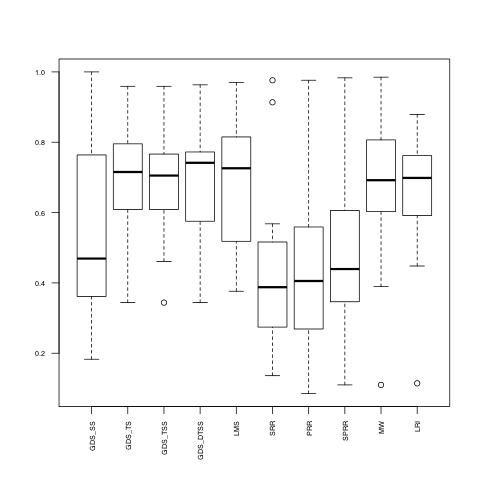 1.0
0.8
0.6
0.4
0.2
GDS_SS
GDS_TS
GDS_TSS
GDS_DTSS
LMS
SRR
PRR
SPRR
MW
LRI